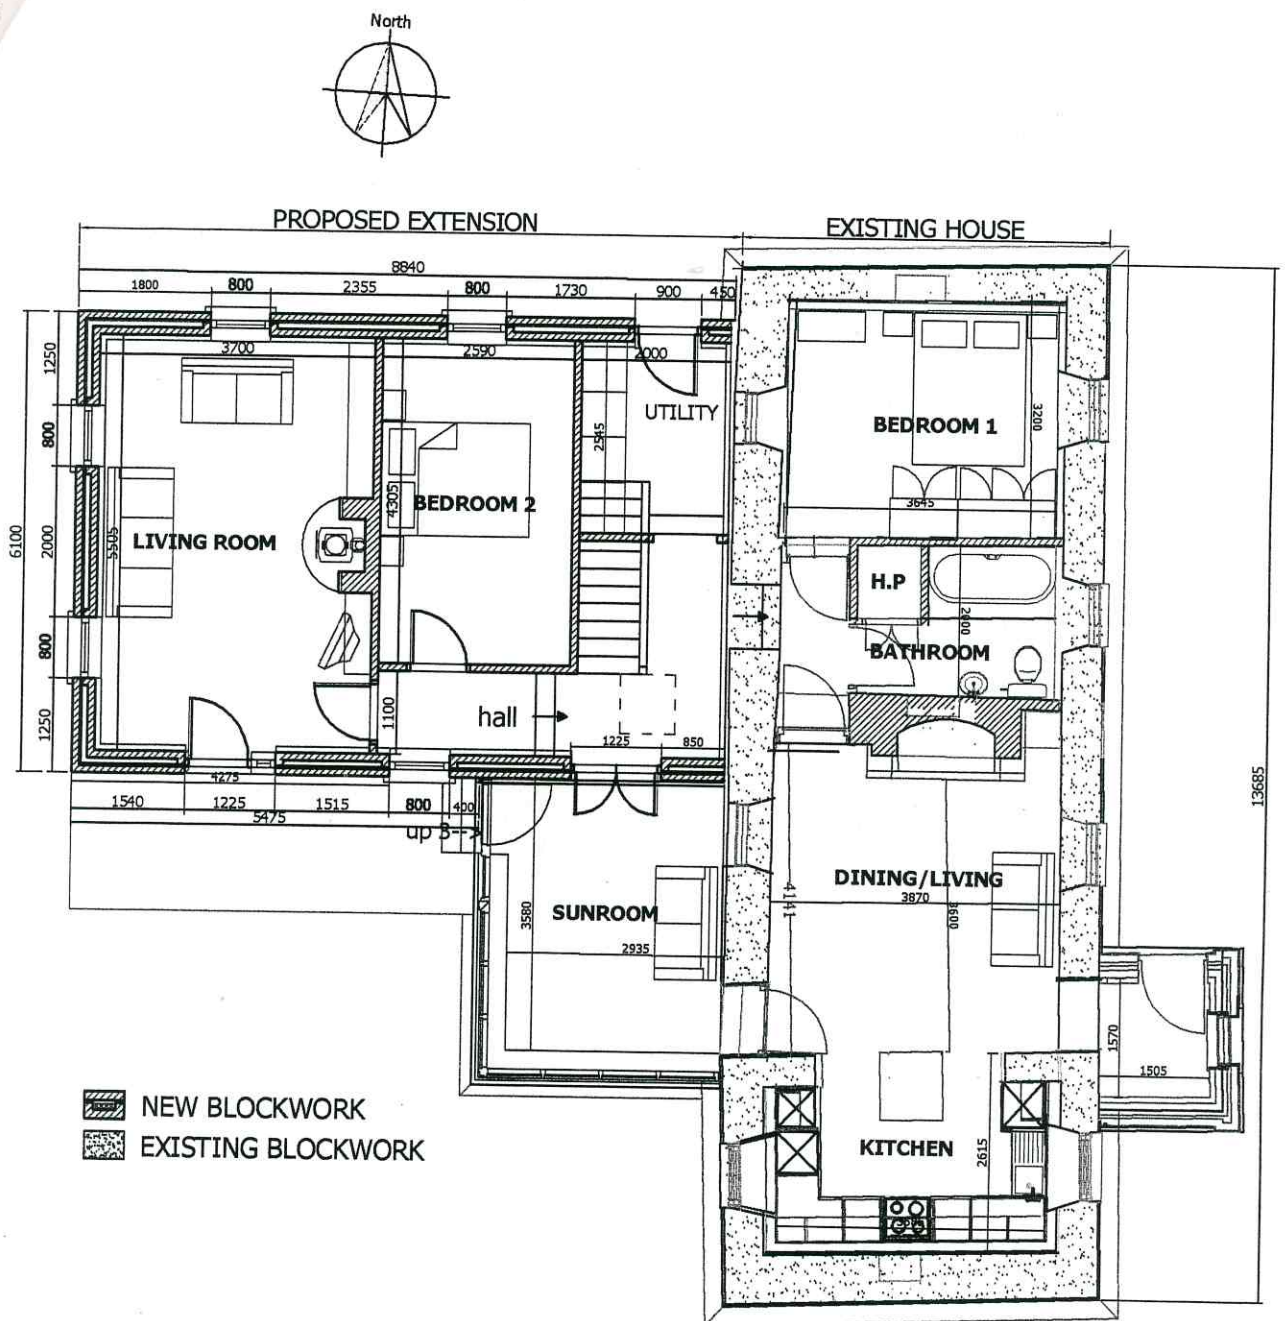 North
PROPOSED EXTENSION
EXISTING HOUSE
8840
1800
800
2355
800
1730
900
450
3700
2590
2000
1250
800
2000
800
1250
6100
UTILITY
2545
BEDROOM 1
3200
3645
BEDROOM 2
4305
LIVING ROOM
5505
H.P
2000
BATHROOM
1100
hall
1225
850
4275
1540
1225
1515
800
400
5475
up 3-->
13685
DINING/LIVING
4141
3870
3600
SUNROOM
3580
2935
1570
1505
KITCHEN
2615
NEW BLOCKWORK
EXISTING BLOCKWORK